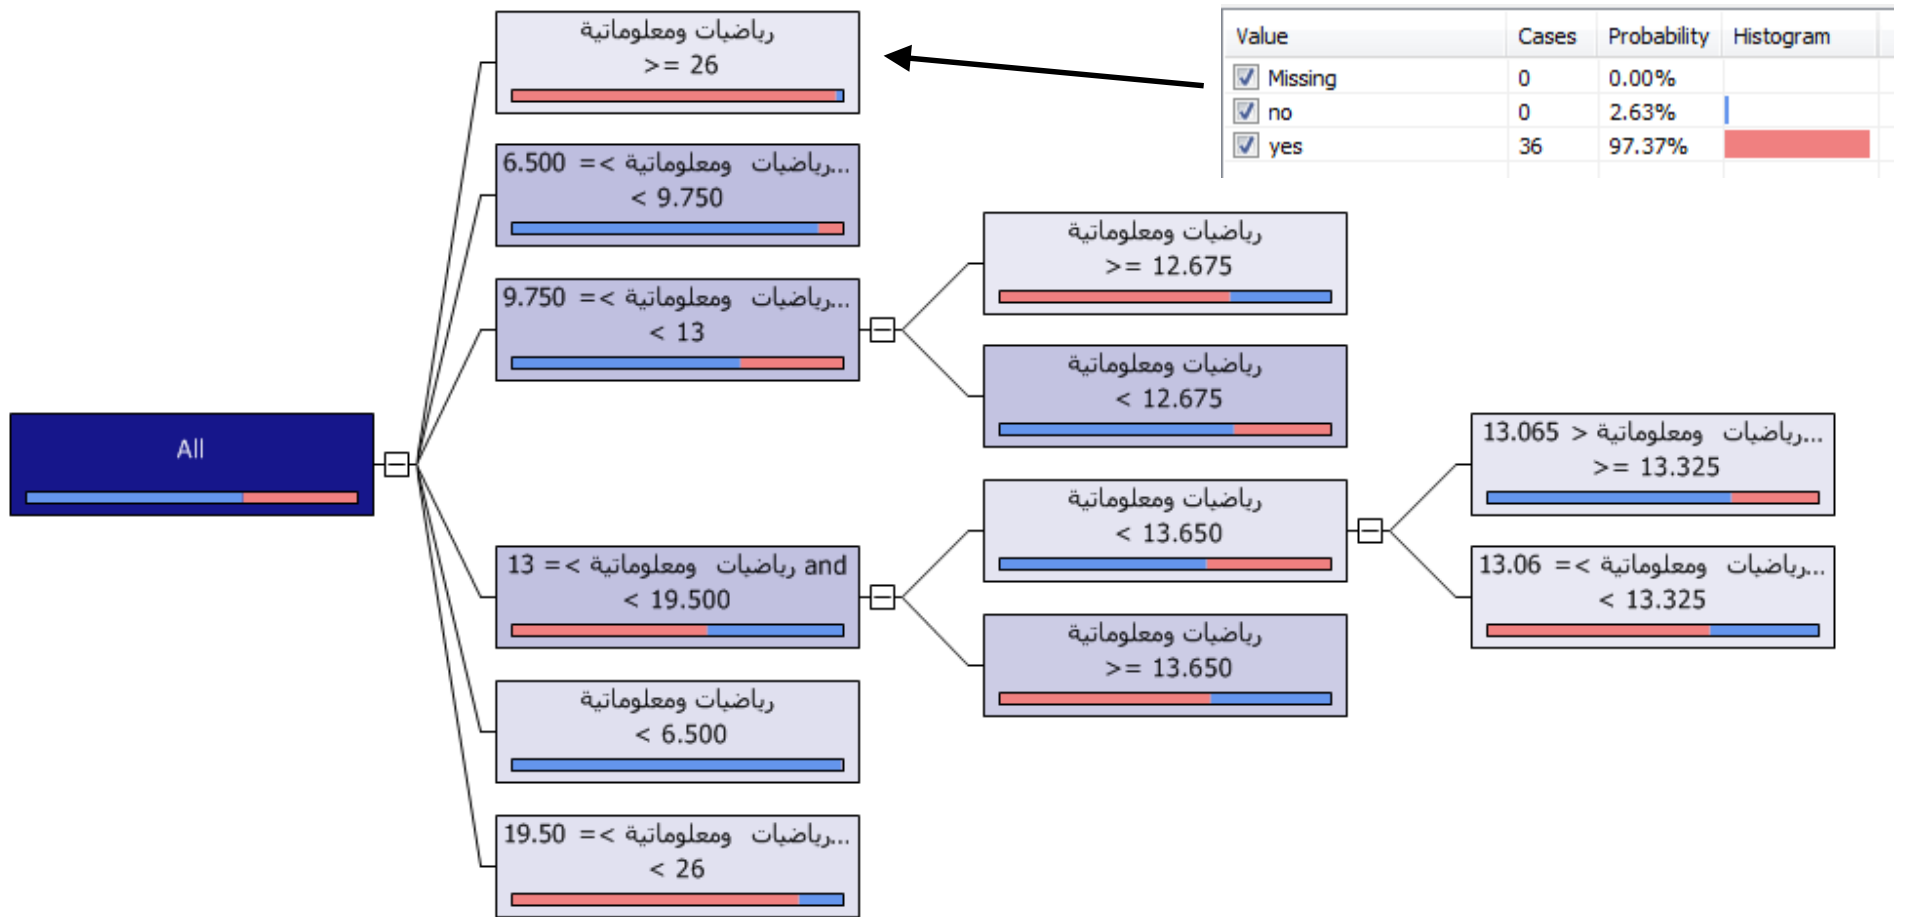 رياضيات ومعلوماتية
>= 26
6.500 =< رياضيات ومعلوماتية...
< 9.750
9.750 =< رياضيات ومعلوماتية...
< 13
All
13 =< رياضيات ومعلوماتية and
< 19.500
رياضيات ومعلوماتية
< 6.500
19.50 =< رياضيات ومعلوماتية...
< 26
رياضيات ومعلوماتية
>= 12.675
رياضيات ومعلوماتية
< 12.675
رياضيات ومعلوماتية
< 13.650
رياضيات ومعلوماتية
>= 13.650
13.065 > رياضيات ومعلوماتية...
>= 13.325
13.06 =< رياضيات ومعلوماتية...
< 13.325
Value Cases Probability Histogram
Missing 0 0.00%
no 0 2.63%
yes 36 97.37%